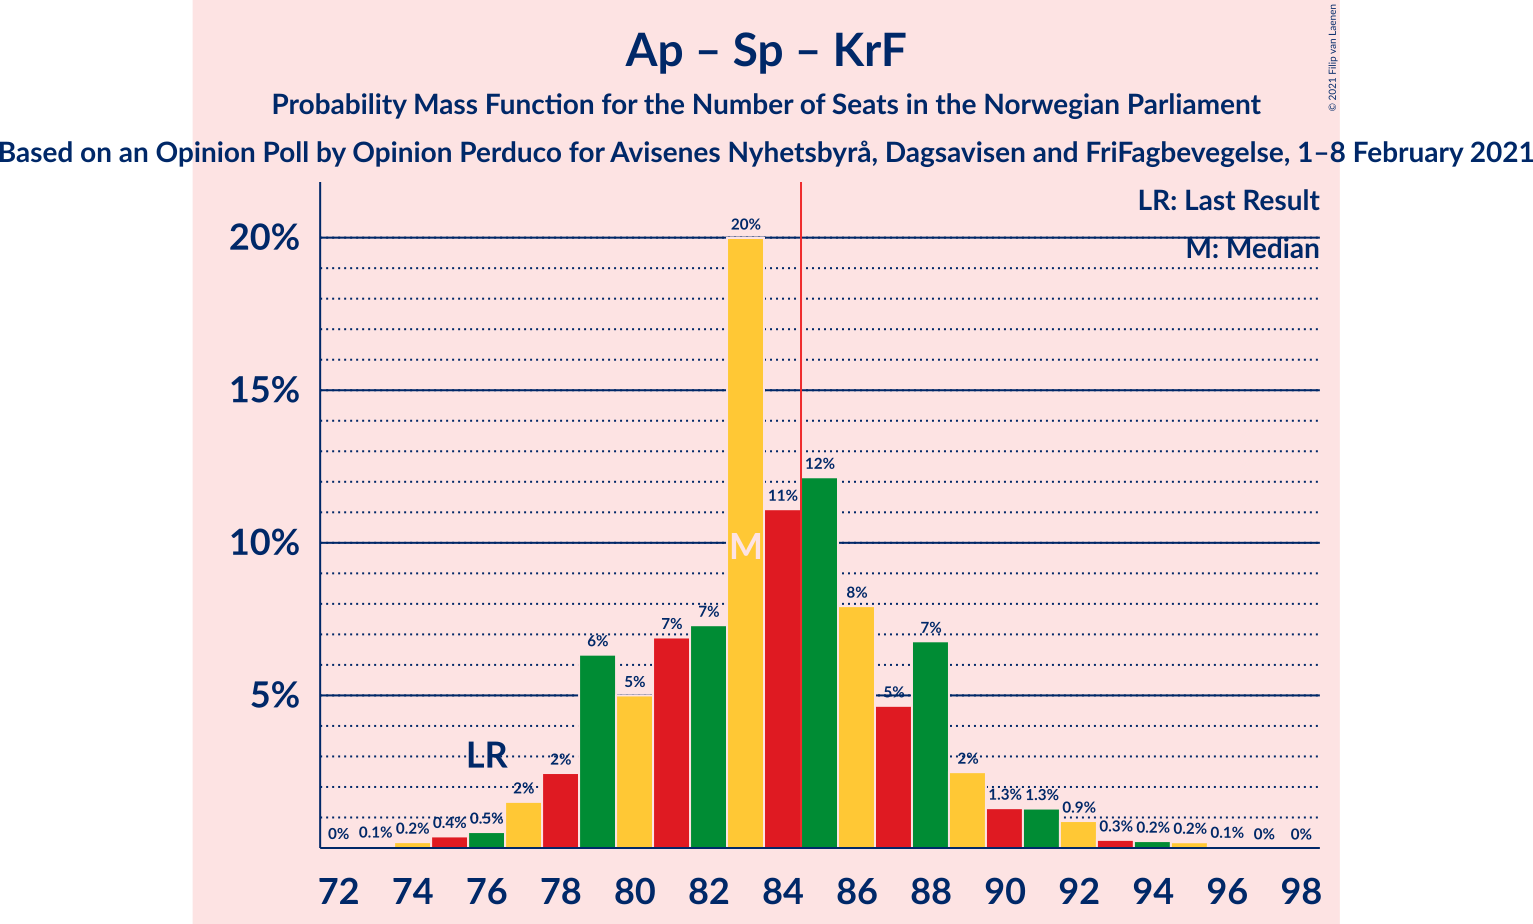 Ap – Sp – KrF
Probability Mass Function for the Number of Seats in the Norwegian Parliament
Based on an Opinion Poll by Opinion Perduco for Avisenes Nyhetsbyrå, Dagsavisen and FriFagbevegelse, 1–8 February 2021
© 2021 Filip van Laenen
LR: Last Result
M: Median
20%
15%
10%
5%
0% 0.1% 0.2% 0.4% 0.5% 2% 2% 6% 5% 7% 7% 20% 11% 12% 8% 5% 7% 2% 1.3% 1.3% 0.9% 0.3% 0.2% 0.2% 0.1% 0% 0%
LR
M
72 74 76 78 80 82 84 86 88 90 92 94 96 98